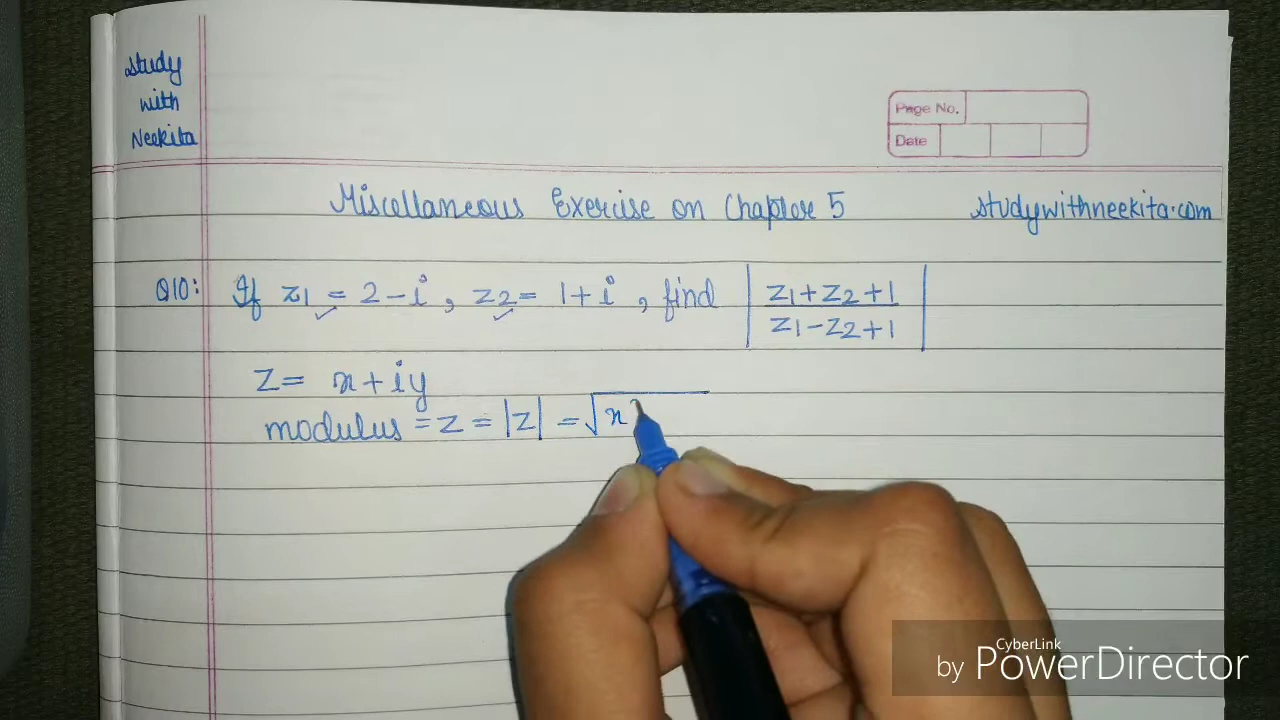 study
with
Neekita
Page No.
Date
Miscellaneous Exercise on Chapter 5
studywithneekita.com
Q10: If z1 = 2-i, z2 = 1+i, find |z1+z2+1 / z1-z2+1|
z = x+iy
modulus = z = |z| = √x²
CyberLink
by PowerDirector